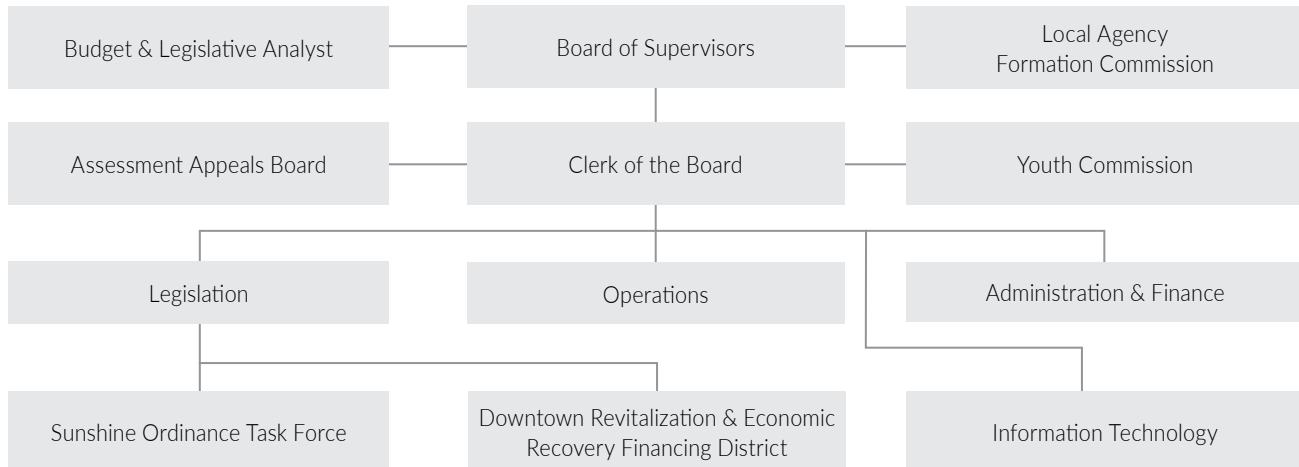 Budget & Legislative Analyst
Board of Supervisors
Local Agency
Formation Commission
Assessment Appeals Board
Clerk of the Board
Youth Commission
Legislation
Operations
Administration & Finance
Sunshine Ordinance Task Force
Downtown Revitalization & Economic
Recovery Financing District
Information Technology